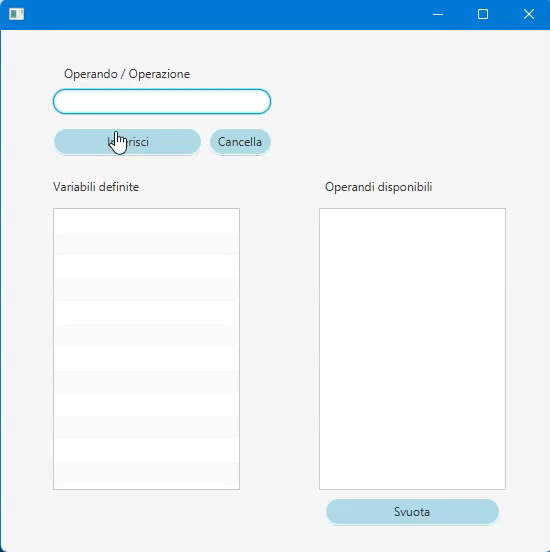 Operando / Operazione
Cancella
Variabili definite
Operandi disponibili
Svuota